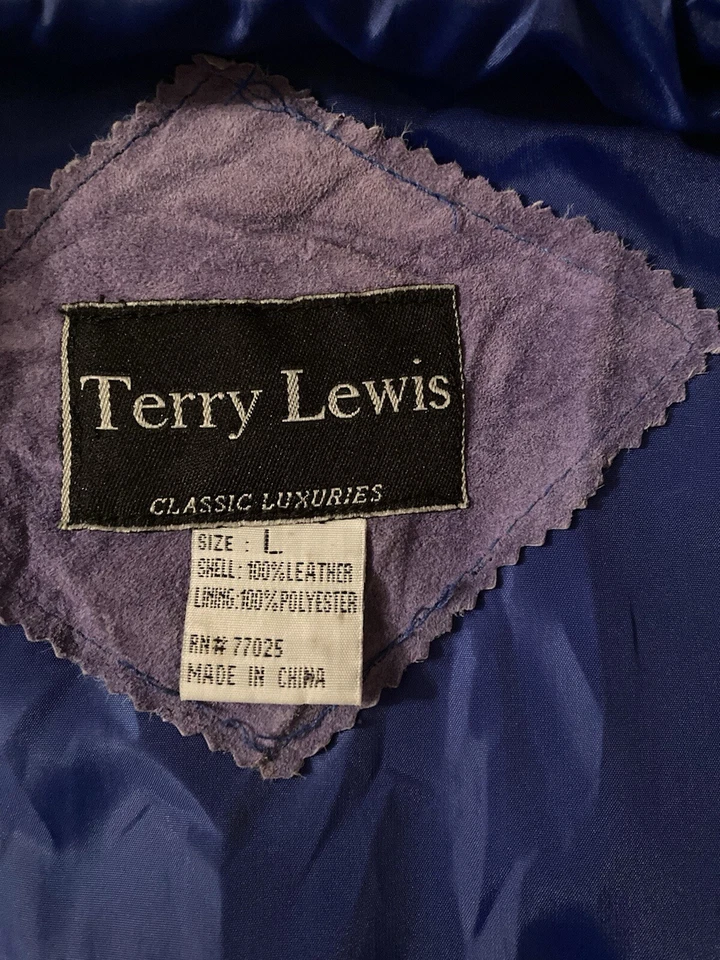 Terry Lewis
CLASSIC LUXURIES
SIZE : L
SHELL: 100%LEATHER
LINING:100%POLYESTER
RN# 77025
MADE IN CHINA